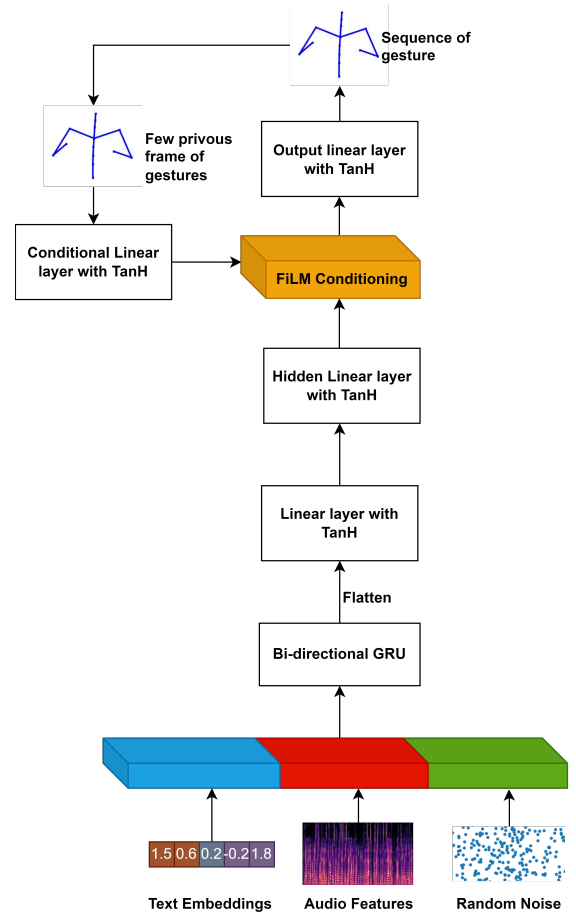 Sequence of
gesture
Few privous
frame of
gestures
Output linear layer
with TanH
Conditional Linear
layer with TanH
FiLM Conditioning
Hidden Linear layer
with TanH
Linear layer with
TanH
Flatten
Bi-directional GRU
1.5 0.6 0.2 -0.2 1.8
Text Embeddings
Audio Features
Random Noise